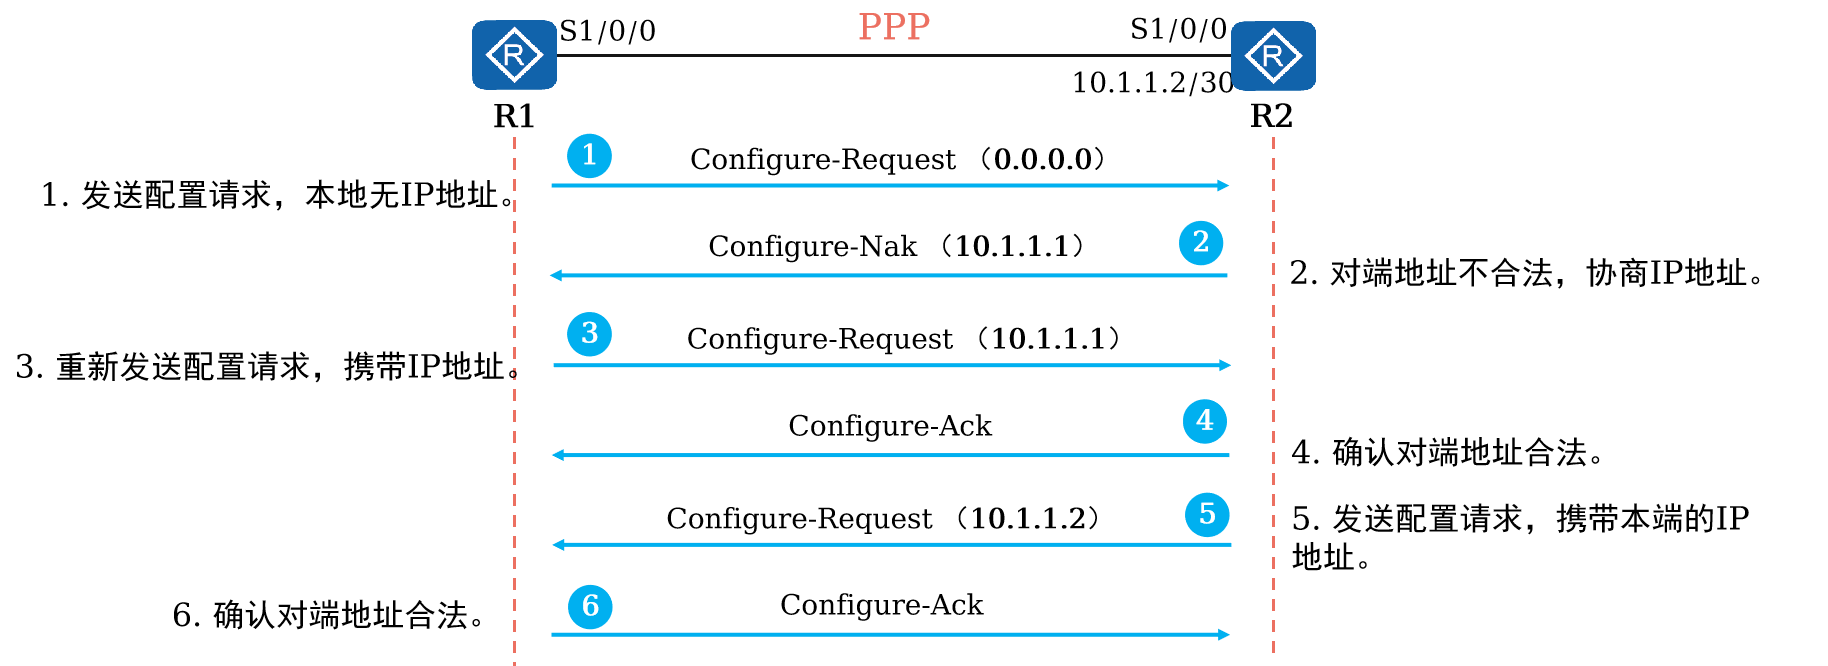 S1/0/0
PPP
S1/0/0
R
R
10.1.1.2/30
R1
R2
1
Configure-Request （0.0.0.0）
1. 发送配置请求，本地无IP地址。
Configure-Nak （10.1.1.1）
2
2. 对端地址不合法，协商IP地址。
3
Configure-Request （10.1.1.1）
3. 重新发送配置请求，携带IP地址。
Configure-Ack
4
4. 确认对端地址合法。
Configure-Request （10.1.1.2）
5
5. 发送配置请求，携带本端的IP
地址。
6
Configure-Ack
6. 确认对端地址合法。